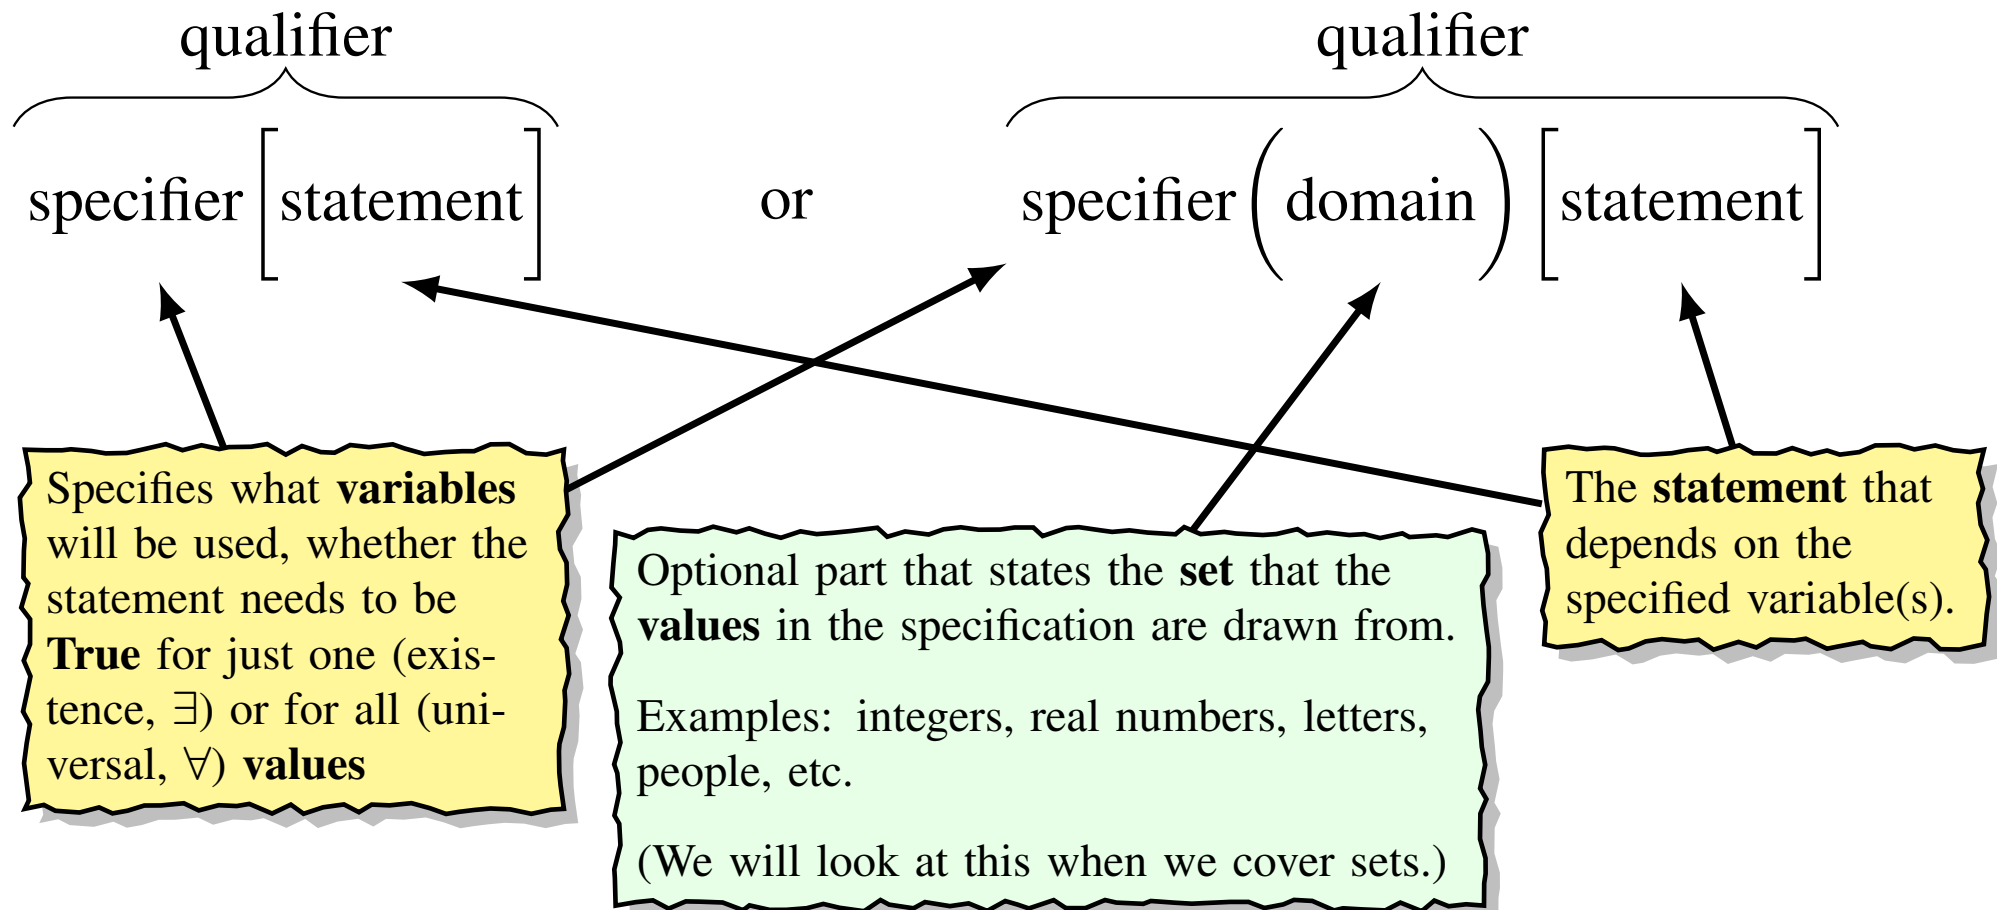 qualifier
specifier [statement]
or
qualifier
specifier (domain) [statement]
Specifies what variables
will be used, whether the
statement needs to be
True for just one (exis-
tence, ∃) or for all (uni-
versal, ∀) values
Optional part that states the set that the
values in the specification are drawn from.
Examples: integers, real numbers, letters,
people, etc.
(We will look at this when we cover sets.)
The statement that
depends on the
specified variable(s).